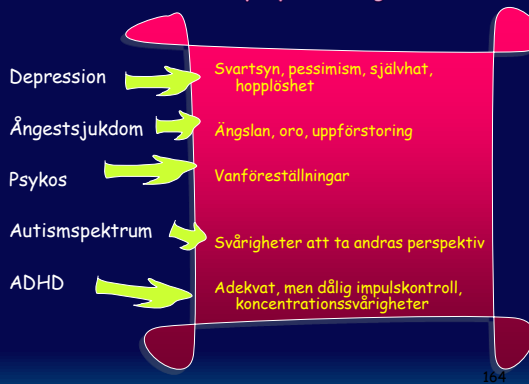 Depression
Svartsyn, pessimism, självhat,
hopplöshet
Ångestsjukdom
Ängslan, oro, uppförstoring
Psykos
Vanföreställningar
Autismspektrum
Svårigheter att ta andras perspektiv
ADHD
Adekvat, men dålig impulskontroll,
koncentrationssvårigheter
164